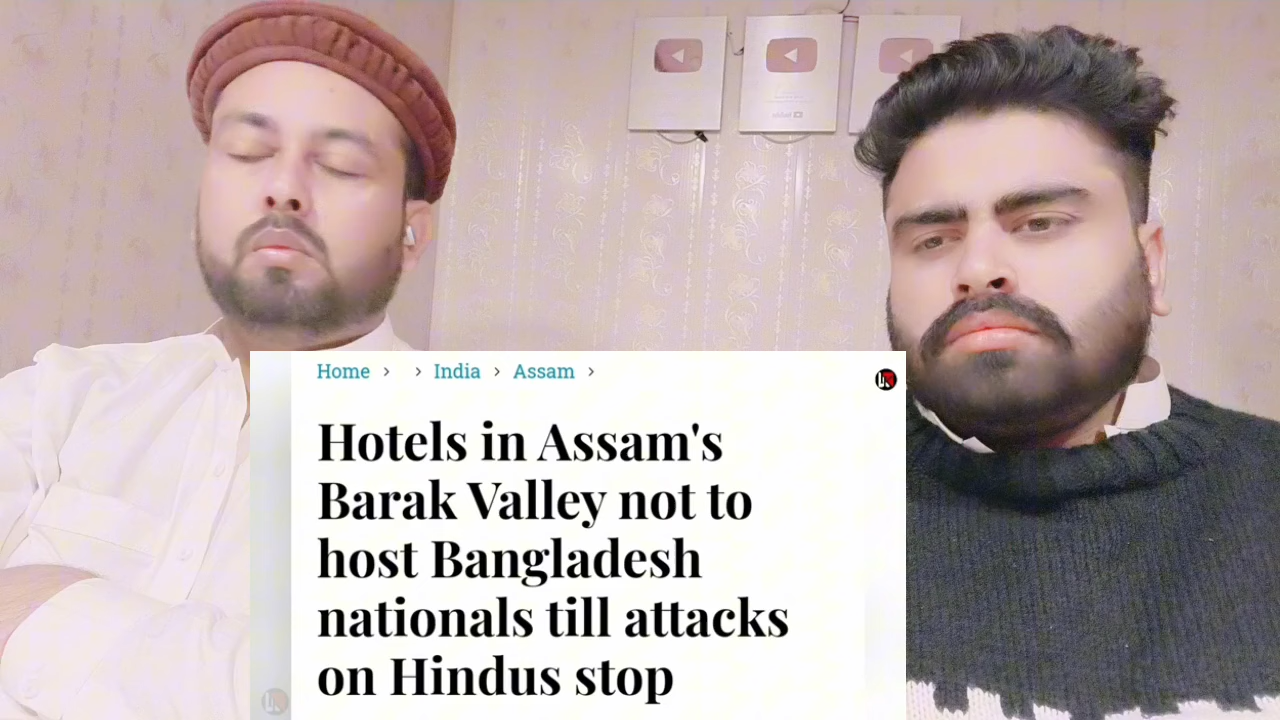 Home › › India › Assam ›
Hotels in Assam's
Barak Valley not to
host Bangladesh
nationals till attacks
on Hindus stop